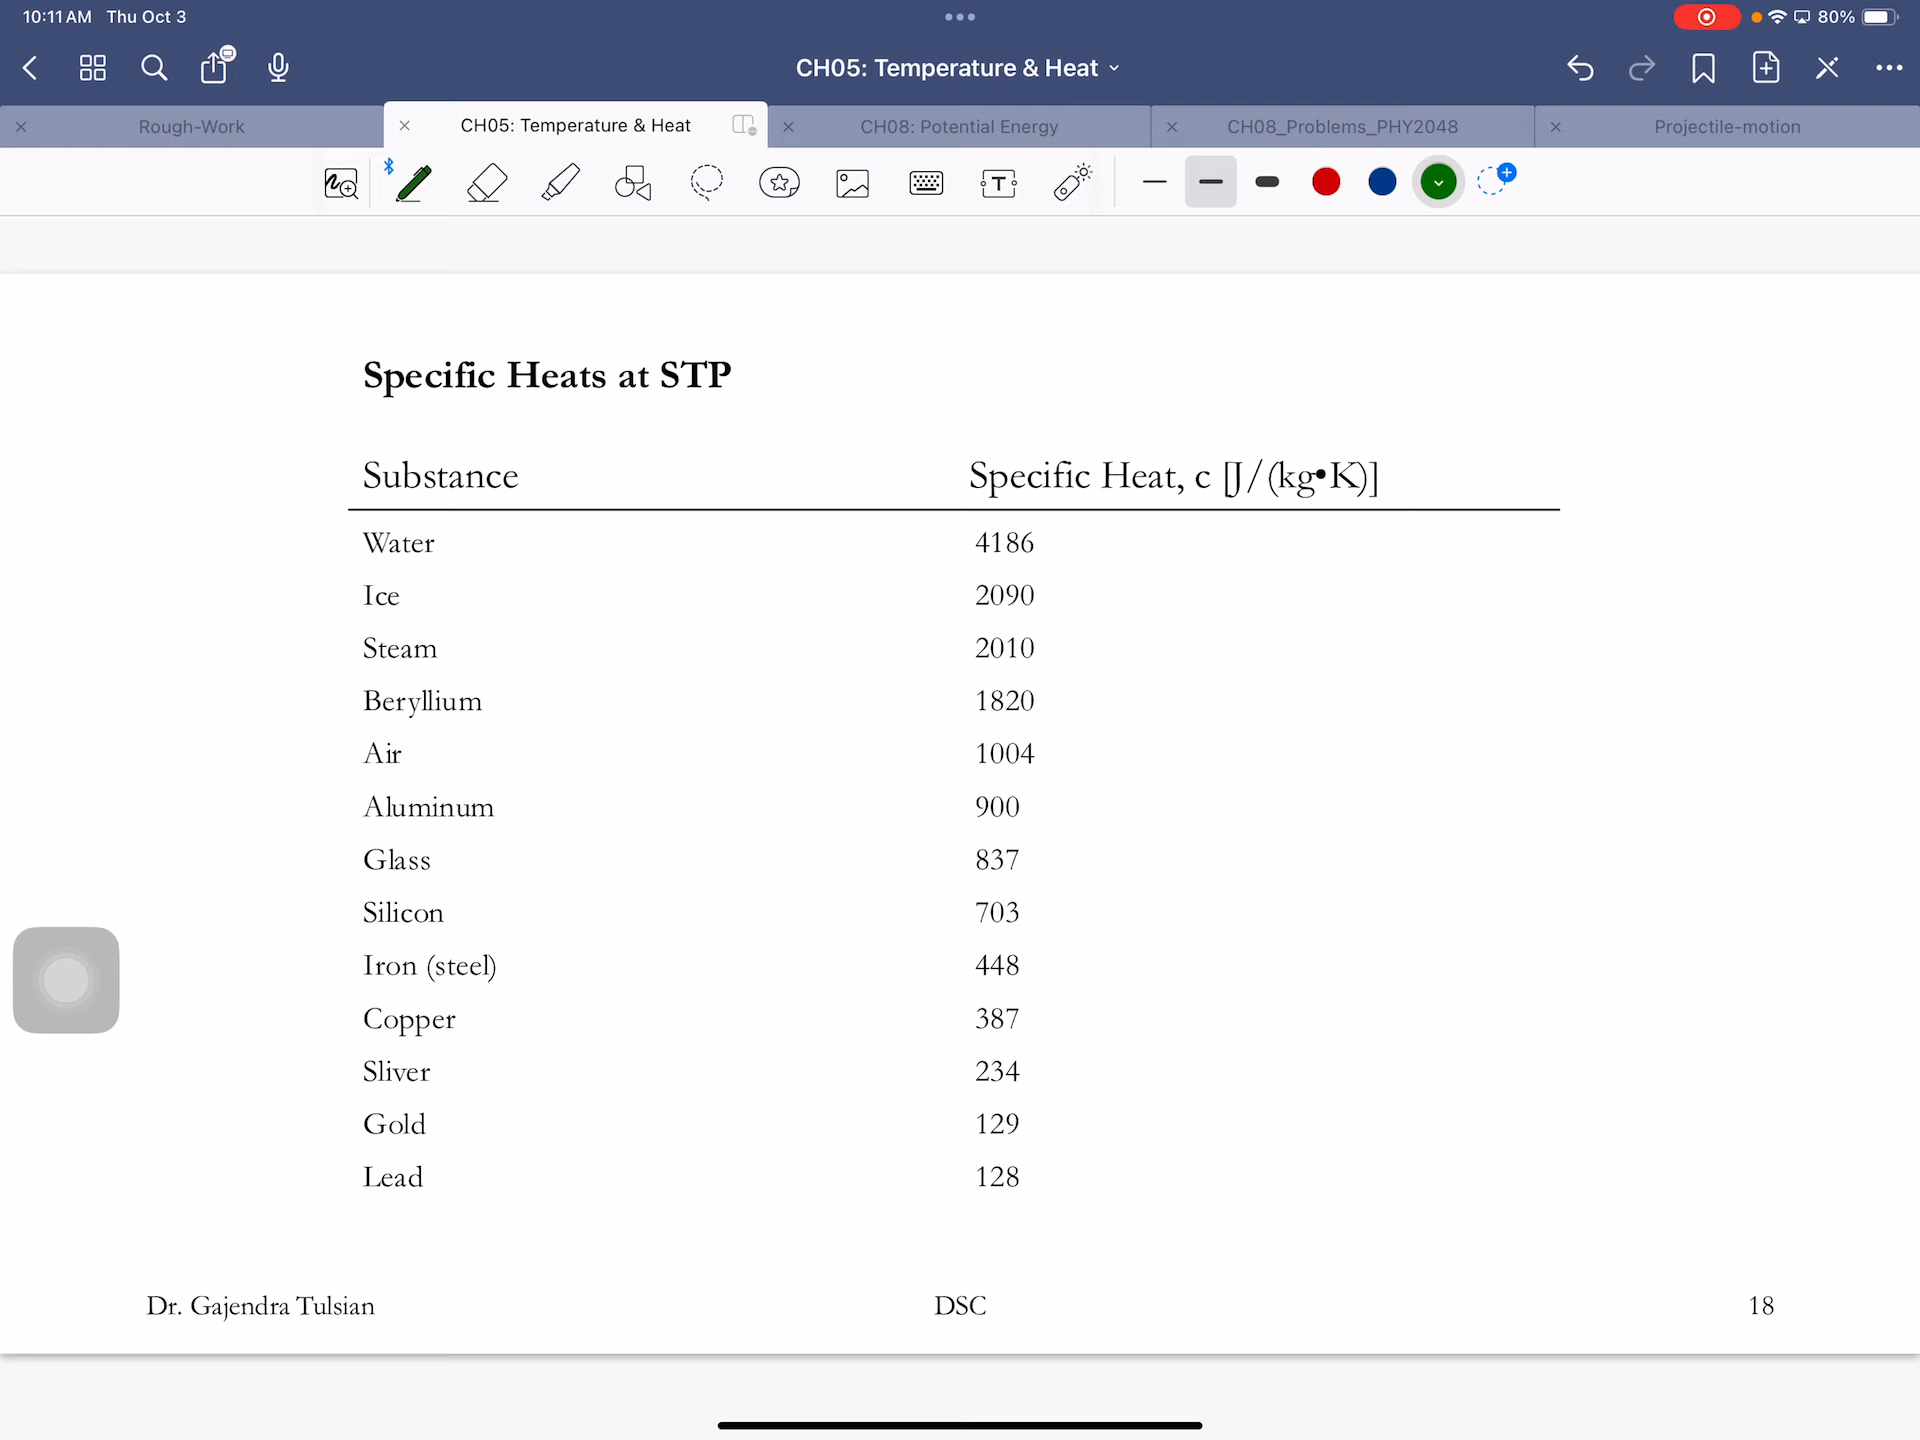 10:11 AM Thu Oct 3
80%
CH05: Temperature & Heat
Rough-Work
CH05: Temperature & Heat
CH08: Potential Energy
CH08_Problems_PHY2048
Projectile-motion
T
Specific Heats at STP
Substance Specific Heat, c [J/(kg•K)]
Water 4186
Ice 2090
Steam 2010
Beryllium 1820
Air 1004
Aluminum 900
Glass 837
Silicon 703
Iron (steel) 448
Copper 387
Sliver 234
Gold 129
Lead 128
Dr. Gajendra Tulsian DSC 18